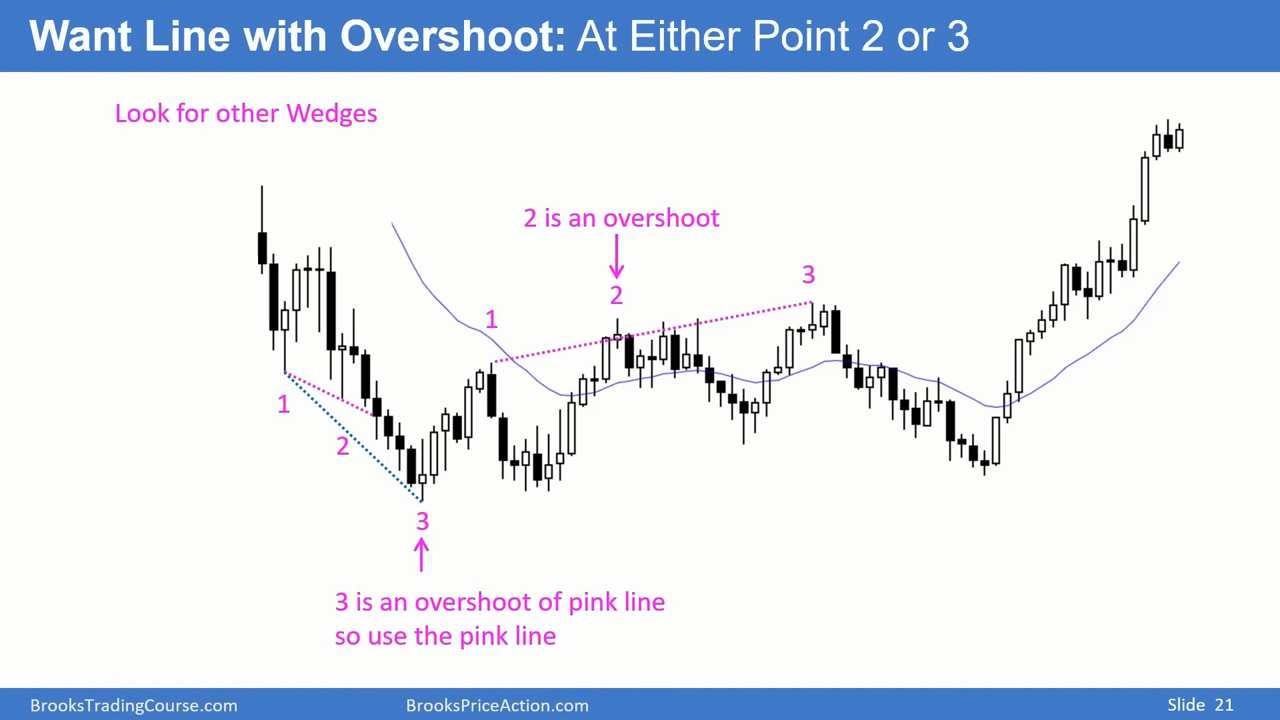 Want Line with Overshoot: At Either Point 2 or 3
Look for other Wedges
2 is an overshoot
2
3
1
1
2
3
3 is an overshoot of pink line
so use the pink line
BrooksTradingCourse.com
BrooksPriceAction.com
Slide 21